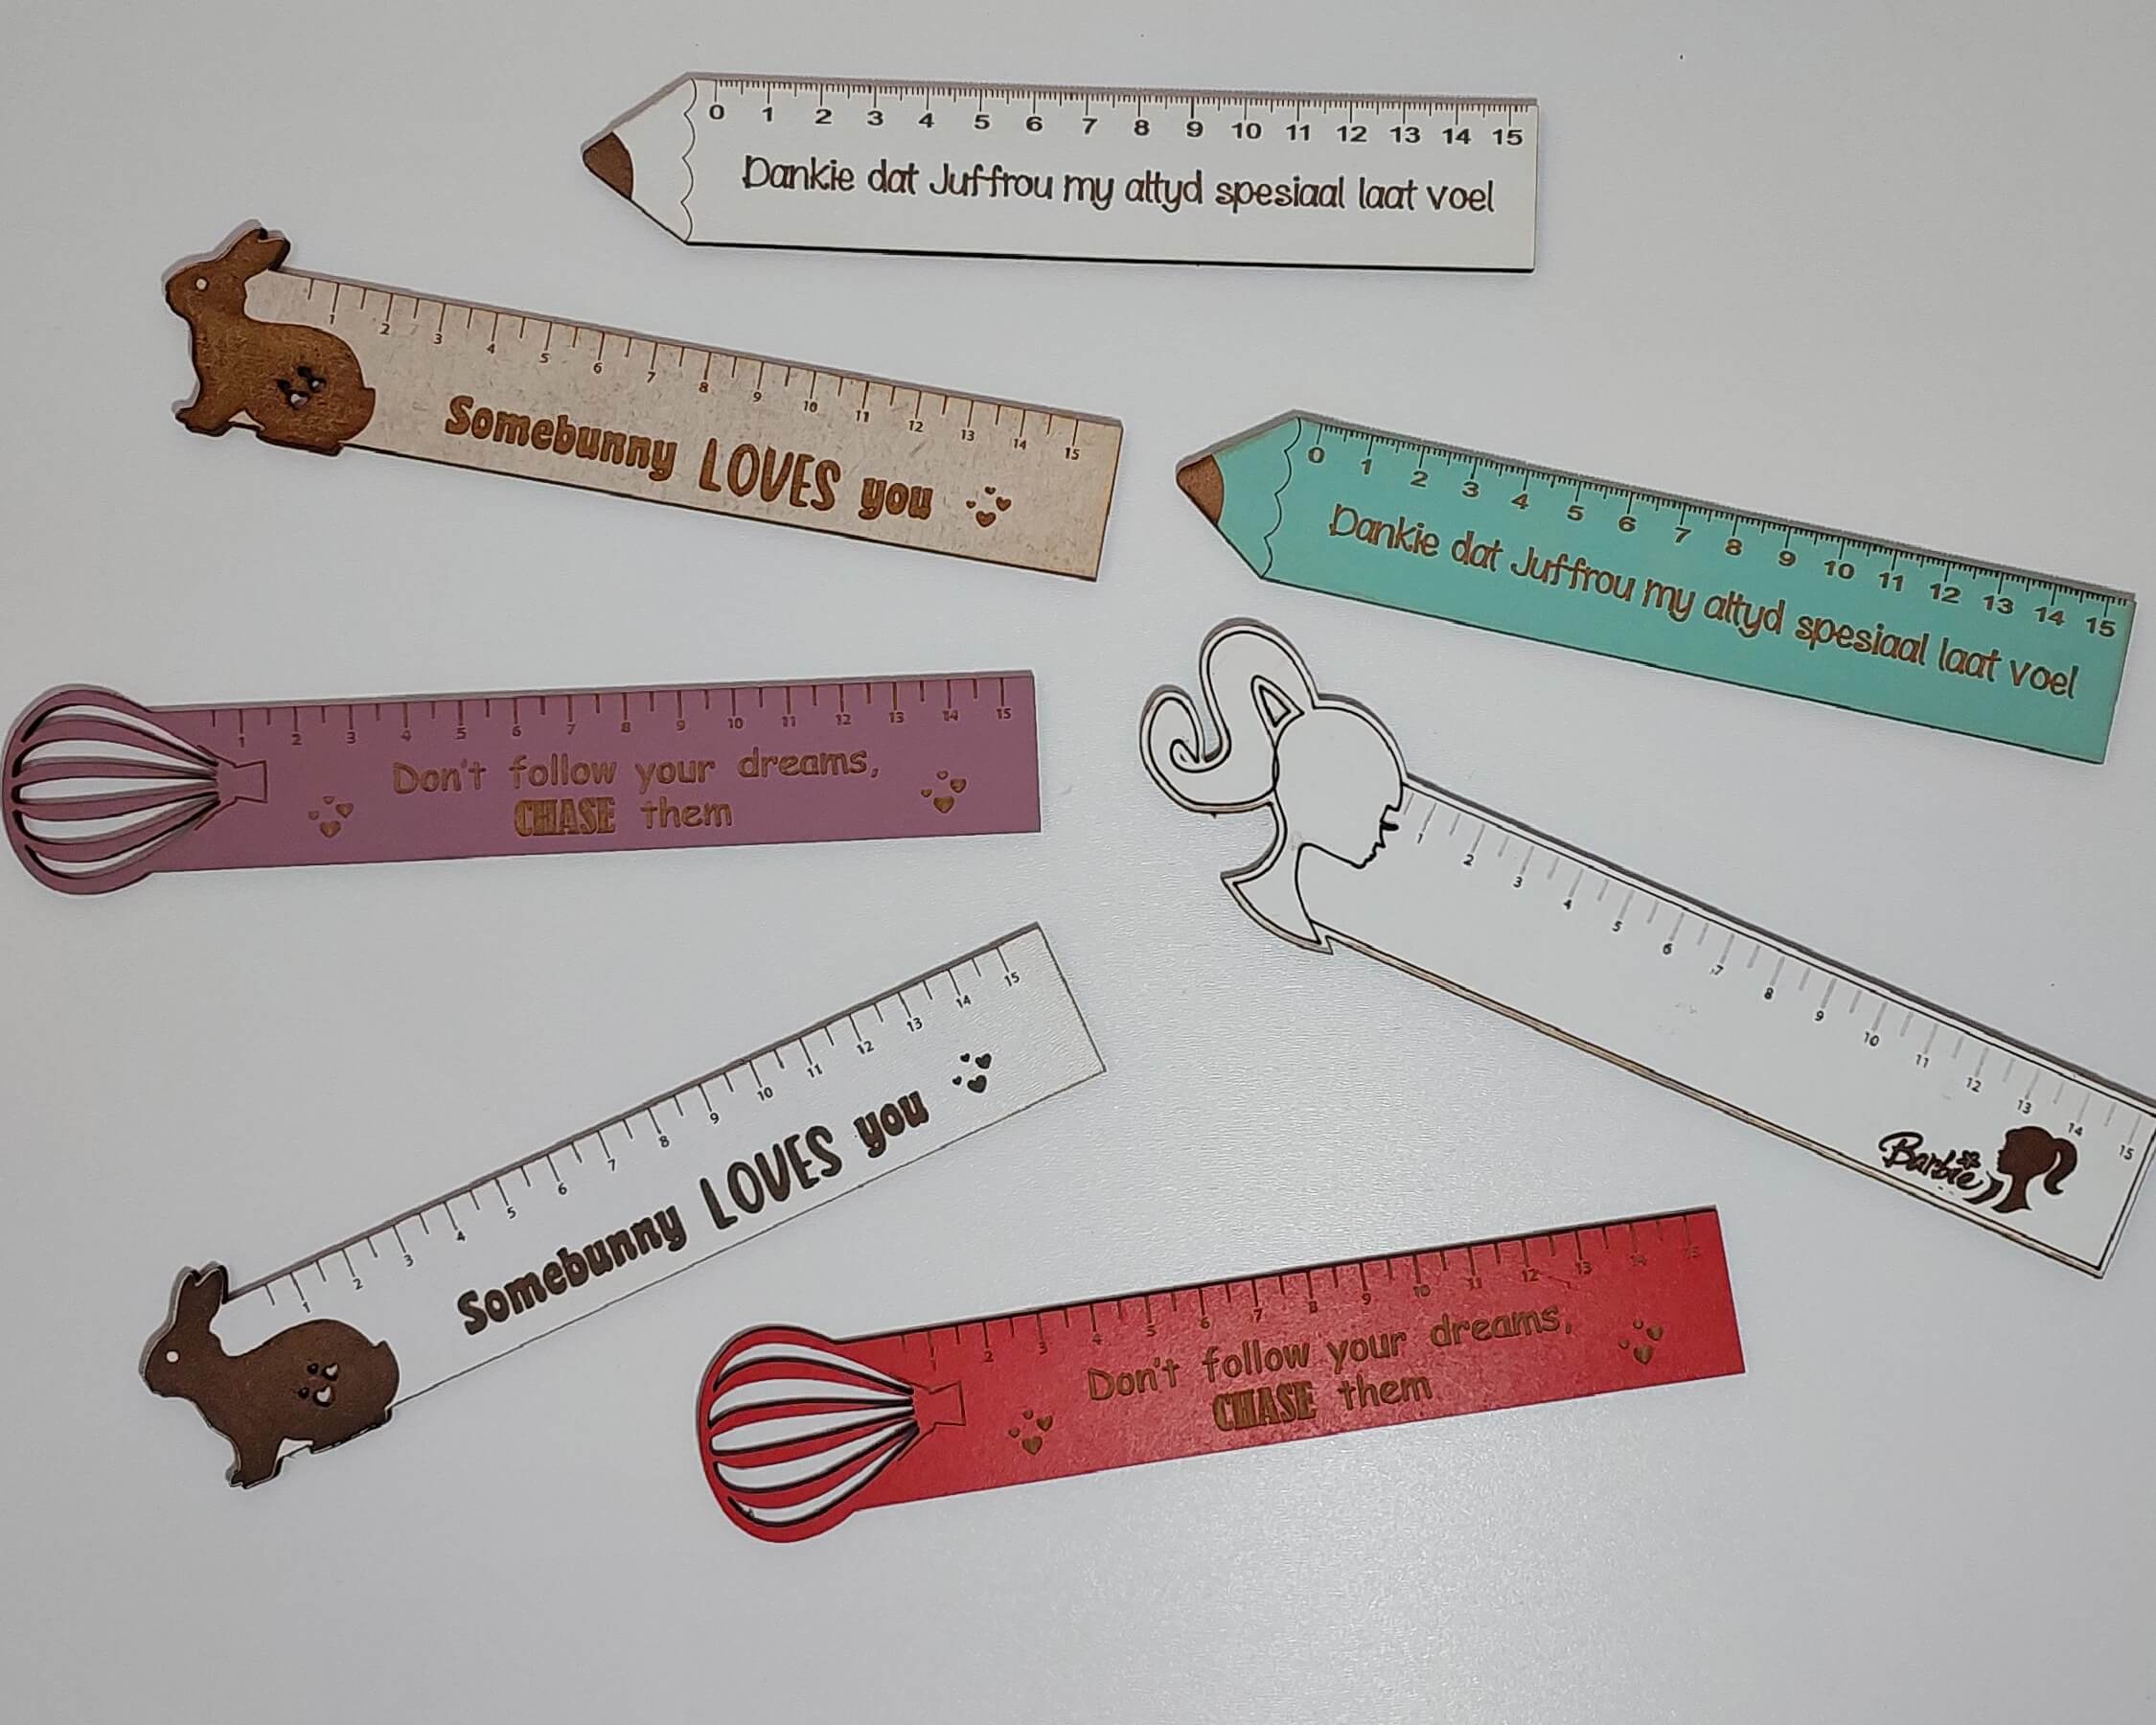 0 1 2 3 4 5 6 7 8 9 10 11 12 13 14 15
Dankie dat Juffrou my altyd spesiaal laat voel
1 2 3 4 5 6 7 8 9 10 11 12 13 14 15
Somebunny LOVES you
0 1 2 3 4 5 6 7 8 9 10 11 12 13 14 15
Dankie dat Juffrou my altyd spesiaal laat voel
1 2 3 4 5 6 7 8 9 10 11 12 13 14 15
Don't follow your dreams,
CHASE them
1 2 3 4 5 6 7 8 9 10 11 12 13 14 15
Barbie
1 2 3 4 5 6 7 8 9 10 11 12 13 14 15
Somebunny LOVES you
1 2 3 4 5 6 7 8 9 10 11 12 13 14 15
Don't follow your dreams,
CHASE them